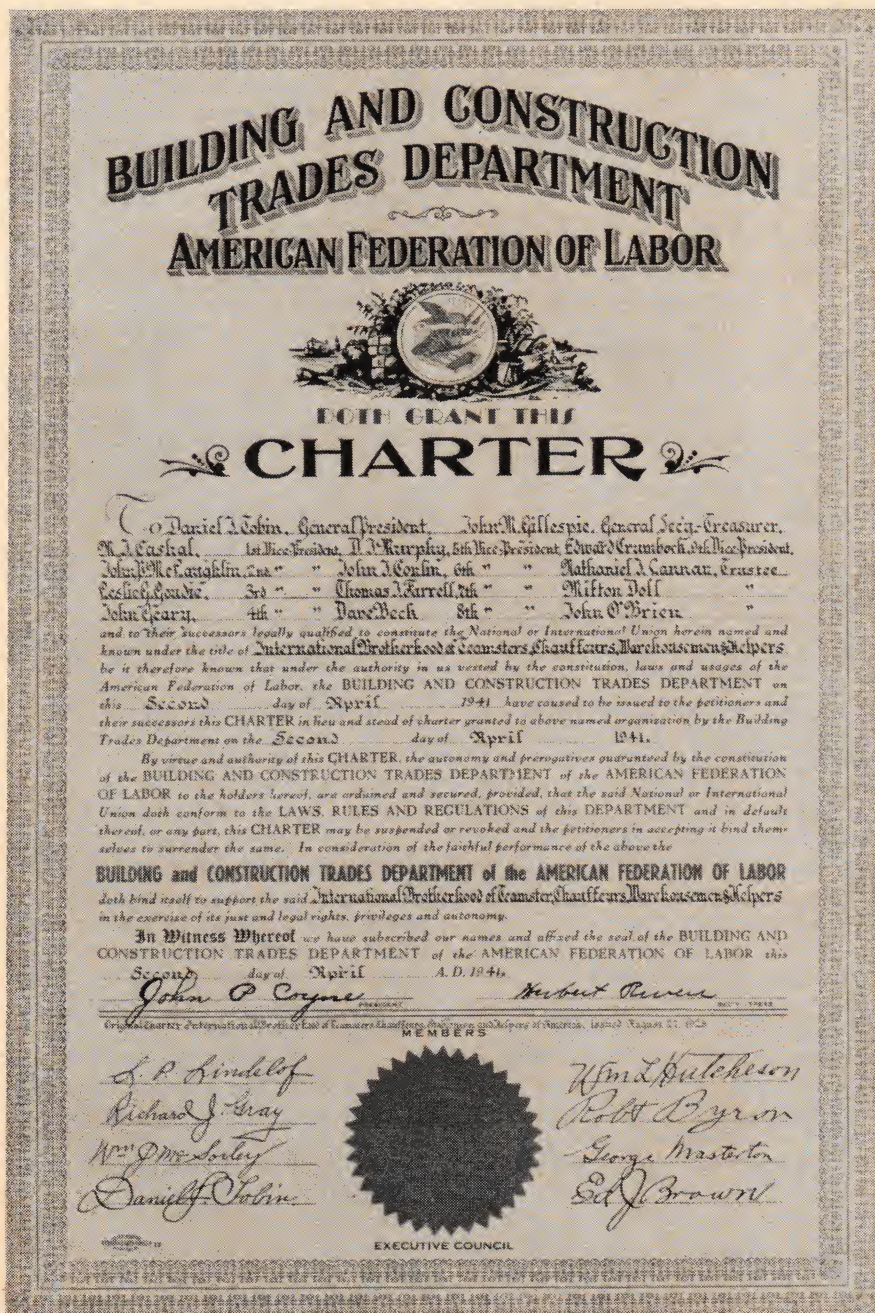 BUILDING AND CONSTRUCTION
TRADES DEPARTMENT
AMERICAN FEDERATION OF LABOR
DOTH GRANT THIS
CHARTER
To Daniel J. Tobin, General President, John M. Gillespie, General Secy-Treasurer,
M. J. Cashal, 1st Vice-President, D. J. Murphy, 5th Vice-President, Edward Crumbock, 9th Vice-President,
John P. McLaughlin, 2nd " " John J. Conlin, 6th " " Nathaniel J. Cannan, Trustee
Leslie G. Goudie, 3rd " " Thomas J. Farrell, 7th " " Milton Doll "
John Geary, 4th " " Dave Beck 8th " " John O'Brien "
and to their successors legally qualified to constitute the National or International Union herein named and
known under the title of International Brotherhood of Teamsters, Chauffeurs, Warehousemen & Helpers
be it therefore known that under the authority in us vested by the constitution, laws and usages of the
American Federation of Labor, the BUILDING AND CONSTRUCTION TRADES DEPARTMENT on
this Second day of April 1941 have caused to be issued to the petitioners and
their successors this CHARTER in lieu and stead of charter granted to above named organization by the Building
Trades Department on the Second day of April 1941.
By virtue and authority of this CHARTER, the autonomy and prerogatives guaranteed by the constitution
of the BUILDING AND CONSTRUCTION TRADES DEPARTMENT of the AMERICAN FEDERATION
OF LABOR to the holders hereof, are ordained and secured, provided, that the said National or International
Union doth conform to the LAWS, RULES AND REGULATIONS of this DEPARTMENT and in default
thereof, or any part, this CHARTER may be suspended or revoked and the petitioners in accepting it bind them-
selves to surrender the same. In consideration of the faithful performance of the above the
BUILDING and CONSTRUCTION TRADES DEPARTMENT of the AMERICAN FEDERATION OF LABOR
doth bind itself to support the said International Brotherhood of Teamster, Chauffeurs, Warehousemen & Helpers
in the exercise of its just and legal rights, privileges and autonomy.
In Witness Whereof we have subscribed our names and affixed the seal of the BUILDING AND
CONSTRUCTION TRADES DEPARTMENT of the AMERICAN FEDERATION OF LABOR this
Second day of April A. D. 1941.
John P Coyne Herbert Rivers
PRESIDENT SEC'Y.-TREAS.
Original Charter International Brotherhood of Teamsters Chauffeurs and Helpers of America, issued August
MEMBERS
L. P. Lindelof Wm L Hutcheson
Richard J. Gray Robt Byron
Wm J McSorley George Masterton
Daniel J. Tobin Ed J Brown
EXECUTIVE COUNCIL